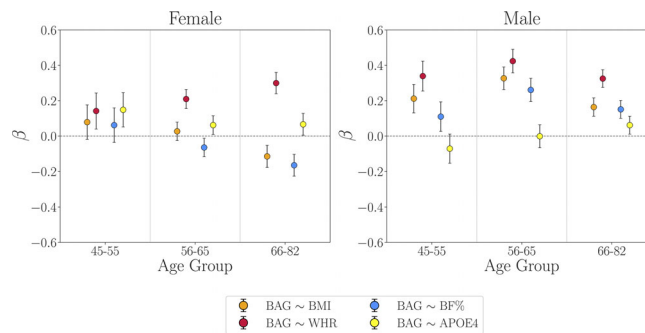 Female
Male
0.6
0.4
0.2
0.0
−0.2
−0.4
−0.6
β
45-55
56-65
66-82
Age Group
0.6
0.4
0.2
0.0
−0.2
−0.4
−0.6
β
45-55
56-65
66-82
Age Group
BAG ∼ BMI
BAG ∼ BF%
BAG ∼ WHR
BAG ∼ APOE4